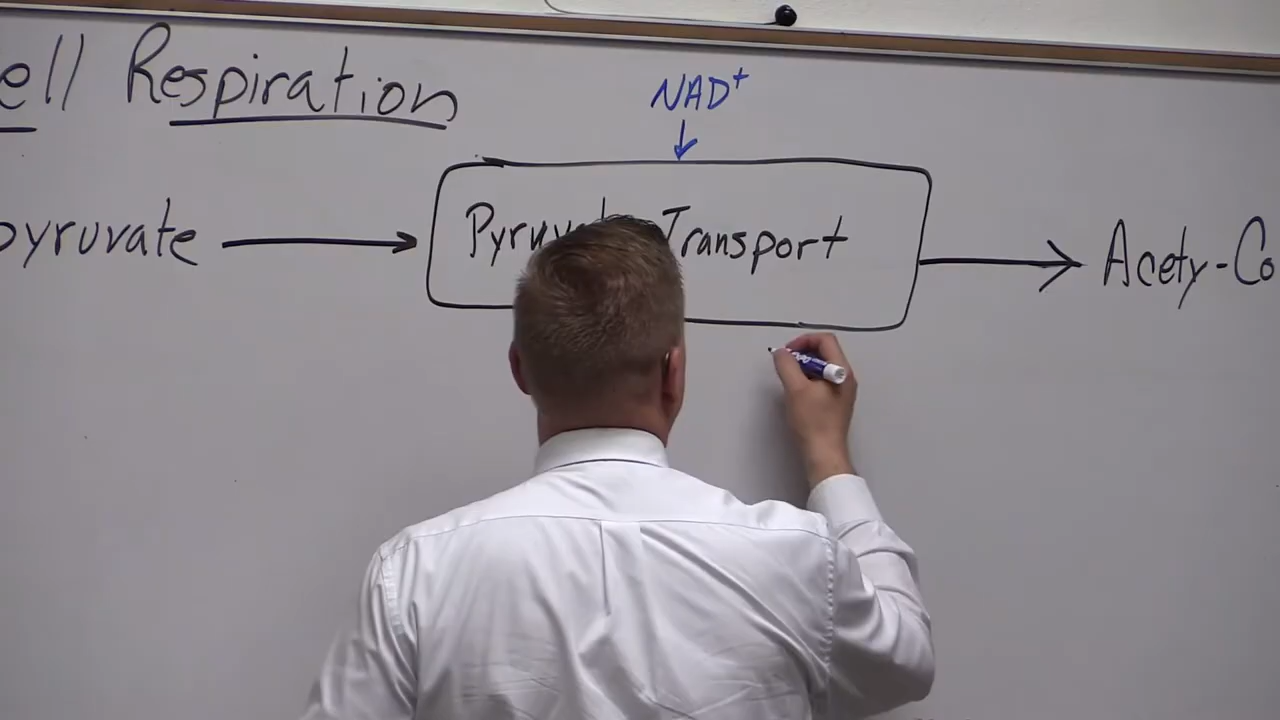 ell Respiration
NAD+
pyruvate
Transport
Acety-Co